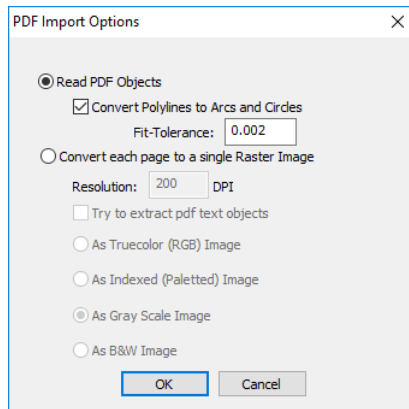 PDF Import Options
Read PDF Objects
Convert Polylines to Arcs and Circles
Fit-Tolerance: 0.002
Convert each page to a single Raster Image
Resolution: 200 DPI
Try to extract pdf text objects
As Truecolor (RGB) Image
As Indexed (Paletted) Image
As Gray Scale Image
As B&W Image
OK Cancel